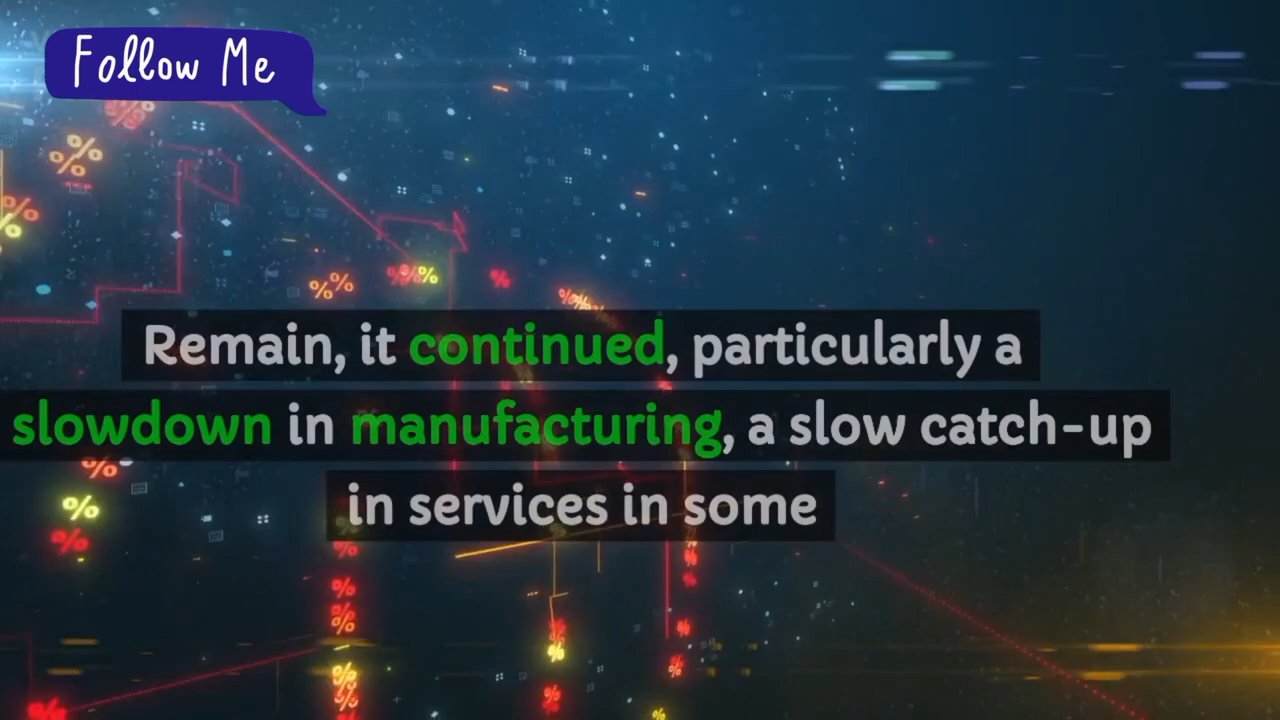 Follow Me
Remain, it continued, particularly a
slowdown in manufacturing, a slow catch-up
in services in some